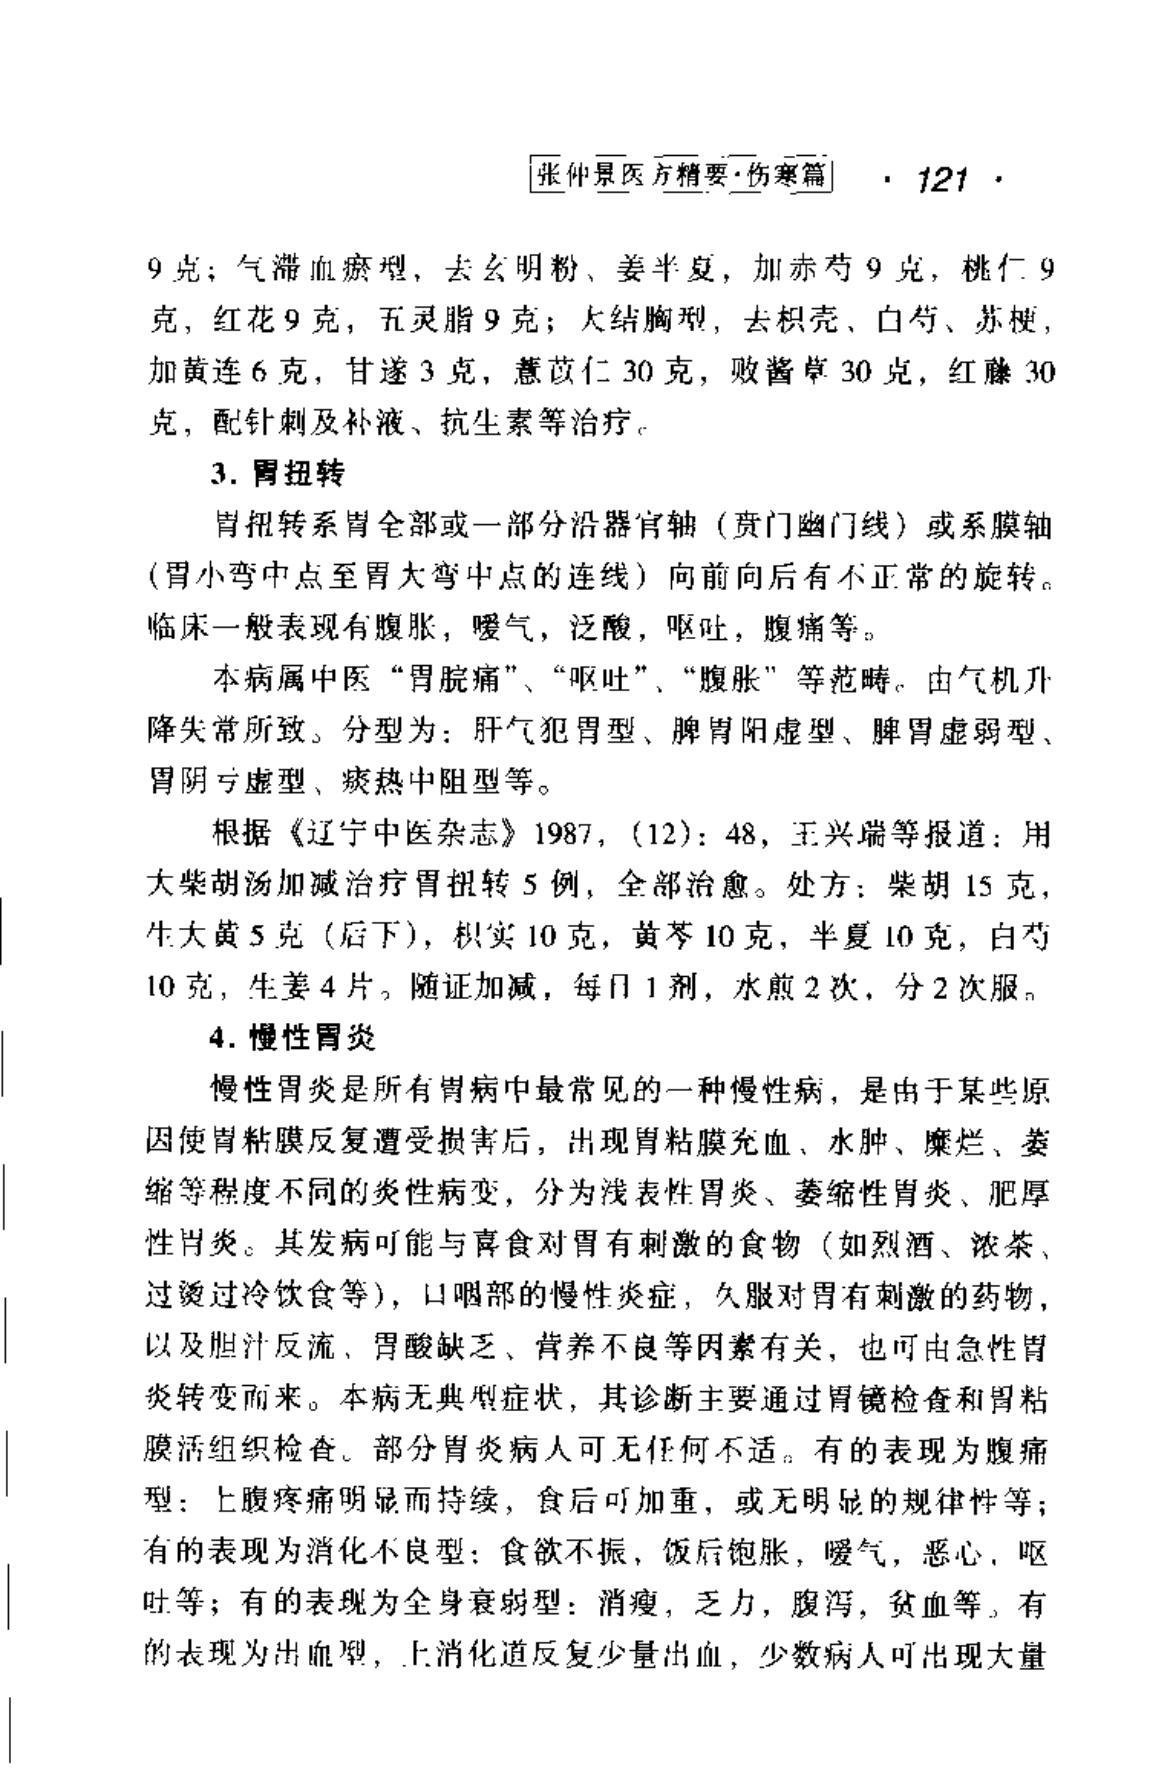 张仲景医方精要·伤寒篇 · 121 ·
9克；气滞血瘀型，去玄明粉、姜半夏，加赤芍9克，桃仁9
克，红花9克，五灵脂9克；大结胸型，去枳壳、白芍、苏梗，
加黄连6克，甘遂3克，薏苡仁30克，败酱草30克，红藤30
克，配针刺及补液、抗生素等治疗。
3. 胃扭转
胃扭转系胃全部或一部分沿器官轴（贲门幽门线）或系膜轴
(胃小弯中点至胃大弯中点的连线）向前向后有不正常的旋转。
临床一般表现有腹胀，嗳气，泛酸，呕吐，腹痛等。
本病属中医“胃脘痛”、“呕吐”、“腹胀”等范畴。由气机升
降失常所致。分型为：肝气犯胃型、脾胃阳虚型、脾胃虚弱型、
胃阴亏虚型、痰热中阻型等。
根据《辽宁中医杂志》1987，(12)：48，王兴瑞等报道：用
大柴胡汤加减治疗胃扭转5例，全部治愈。处方：柴胡15克，
生大黄5克（后下)，枳实10克，黄芩10克，半夏10克，白芍
10克，生姜4片。随证加减，每日1剂，水煎2次，分2次服。
4. 慢性胃炎
慢性胃炎是所有胃病中最常见的一种慢性病，是由于某些原
因使胃粘膜反复遭受损害后，出现胃粘膜充血、水肿、糜烂、萎
缩等程度不同的炎性病变，分为浅表性胃炎、萎缩性胃炎、肥厚
性胃炎。其发病可能与喜食对胃有刺激的食物（如烈酒、浓茶、
过烫过冷饮食等)，口咽部的慢性炎症，久服对胃有刺激的药物，
以及胆汁反流、胃酸缺乏、营养不良等因素有关，也可由急性胃
炎转变而来。本病无典型症状，其诊断主要通过胃镜检查和胃粘
膜活组织检查。部分胃炎病人可无任何不适。有的表现为腹痛
型：上腹疼痛明显而持续，食后可加重，或无明显的规律性等；
有的表现为消化不良型：食欲不振，饭后饱胀，嗳气，恶心，呕
吐等；有的表现为全身衰弱型：消瘦，乏力，腹泻，贫血等。有
的表现为出血型，上消化道反复少量出血，少数病人可出现大量